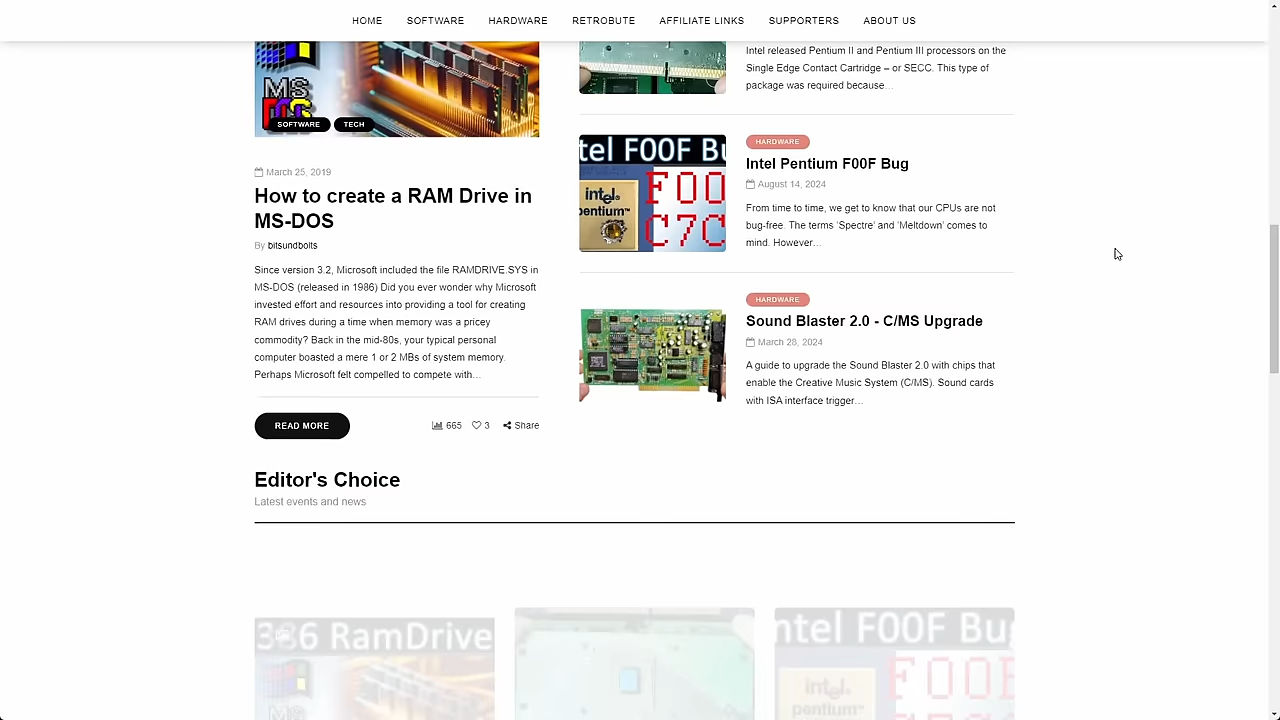 HOME SOFTWARE HARDWARE RETROBUTE AFFILIATE LINKS SUPPORTERS ABOUT US
MS
SOFTWARE TECH
March 25, 2019
How to create a RAM Drive in
MS-DOS
By bitsundbolts
Since version 3.2, Microsoft included the file RAMDRIVE.SYS in
MS-DOS (released in 1986) Did you ever wonder why Microsoft
invested effort and resources into providing a tool for creating
RAM drives during a time when memory was a pricey
commodity? Back in the mid-80s, your typical personal
computer boasted a mere 1 or 2 MBs of system memory.
Perhaps Microsoft felt compelled to compete with…
READ MORE
665 3 Share
Intel released Pentium II and Pentium III processors on the
Single Edge Contact Cartridge – or SECC. This type of
package was required because…
tel F00F Bu
intel.
pentium™
F00
C7C
HARDWARE
Intel Pentium F00F Bug
August 14, 2024
From time to time, we get to know that our CPUs are not
bug-free. The terms 'Spectre' and 'Meltdown' comes to
mind. However…
HARDWARE
Sound Blaster 2.0 - C/MS Upgrade
March 28, 2024
A guide to upgrade the Sound Blaster 2.0 with chips that
enable the Creative Music System (C/MS). Sound cards
with ISA interface trigger…
Editor's Choice
Latest events and news
386 RamDrive
MS
ntel F00F Bug
intel.
pentium™
F00